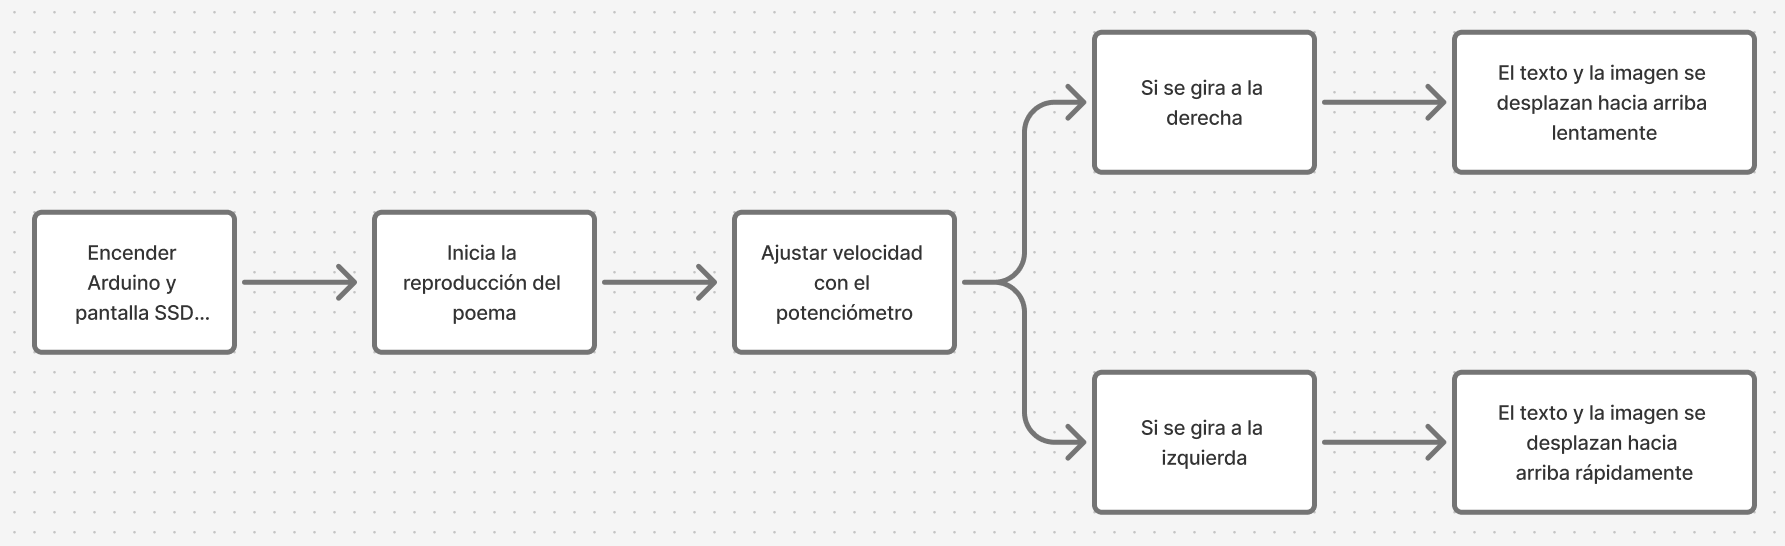 Encender
Arduino y
pantalla SSD...
Inicia la
reproducción del
poema
Ajustar velocidad
con el
potenciómetro
Si se gira a la
derecha
El texto y la imagen se
desplazan hacia arriba
lentamente
Si se gira a la
izquierda
El texto y la imagen se
desplazan hacia
arriba rápidamente